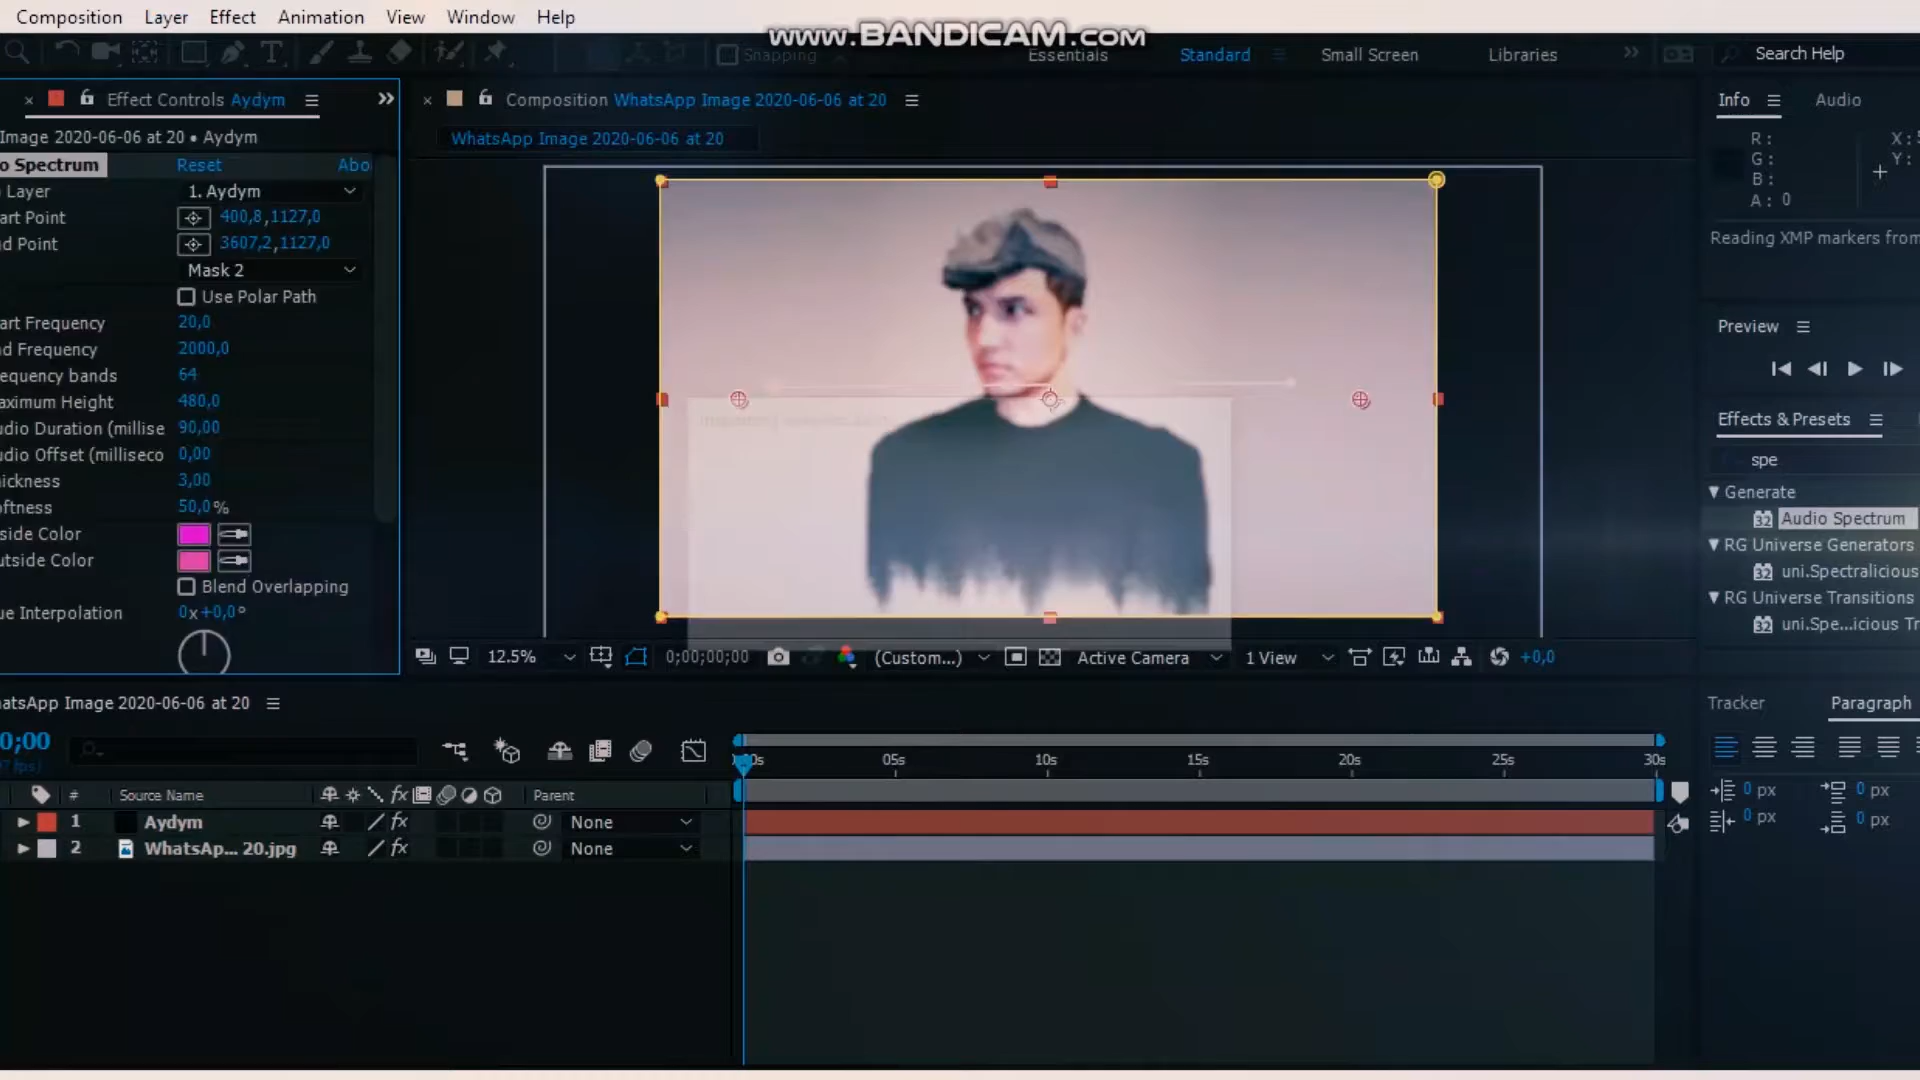 Composition Layer Effect Animation View Window Help
www.BANDICAM.com
Snapping Essentials Standard Small Screen Libraries Search Help
Effect Controls Aydym
Image 2020-06-06 at 20 • Aydym
o Spectrum Reset Abo
Layer 1. Aydym
art Point 400,8,1127,0
d Point 3607,2,1127,0
Mask 2
Use Polar Path
art Frequency 20,0
d Frequency 2000,0
equency bands 64
aximum Height 480,0
udio Duration (millise 90,00
udio Offset (milliseco 0,00
ickness 3,00
oftness 50,0%
side Color
utside Color
Blend Overlapping
ue Interpolation 0x+0,0°
Composition WhatsApp Image 2020-06-06 at 20
WhatsApp Image 2020-06-06 at 20
12.5% 0;00;00;00 (Custom...) Active Camera 1 View +0,0
Info Audio
R: X:
G: Y:
B:
A: 0
Reading XMP markers from
Preview
Effects & Presets
spe
Generate
32 Audio Spectrum
RG Universe Generators
32 uni.Spectralicious
RG Universe Transitions
32 uni.Spe...icious Tr
atsApp Image 2020-06-06 at 20
0;00
# Source Name fx Parent
1 Aydym fx None
2 WhatsAp... 20.jpg fx None
05s 10s 15s 20s 25s 30s
Tracker Paragraph
0 px 0 px
0 px 0 px